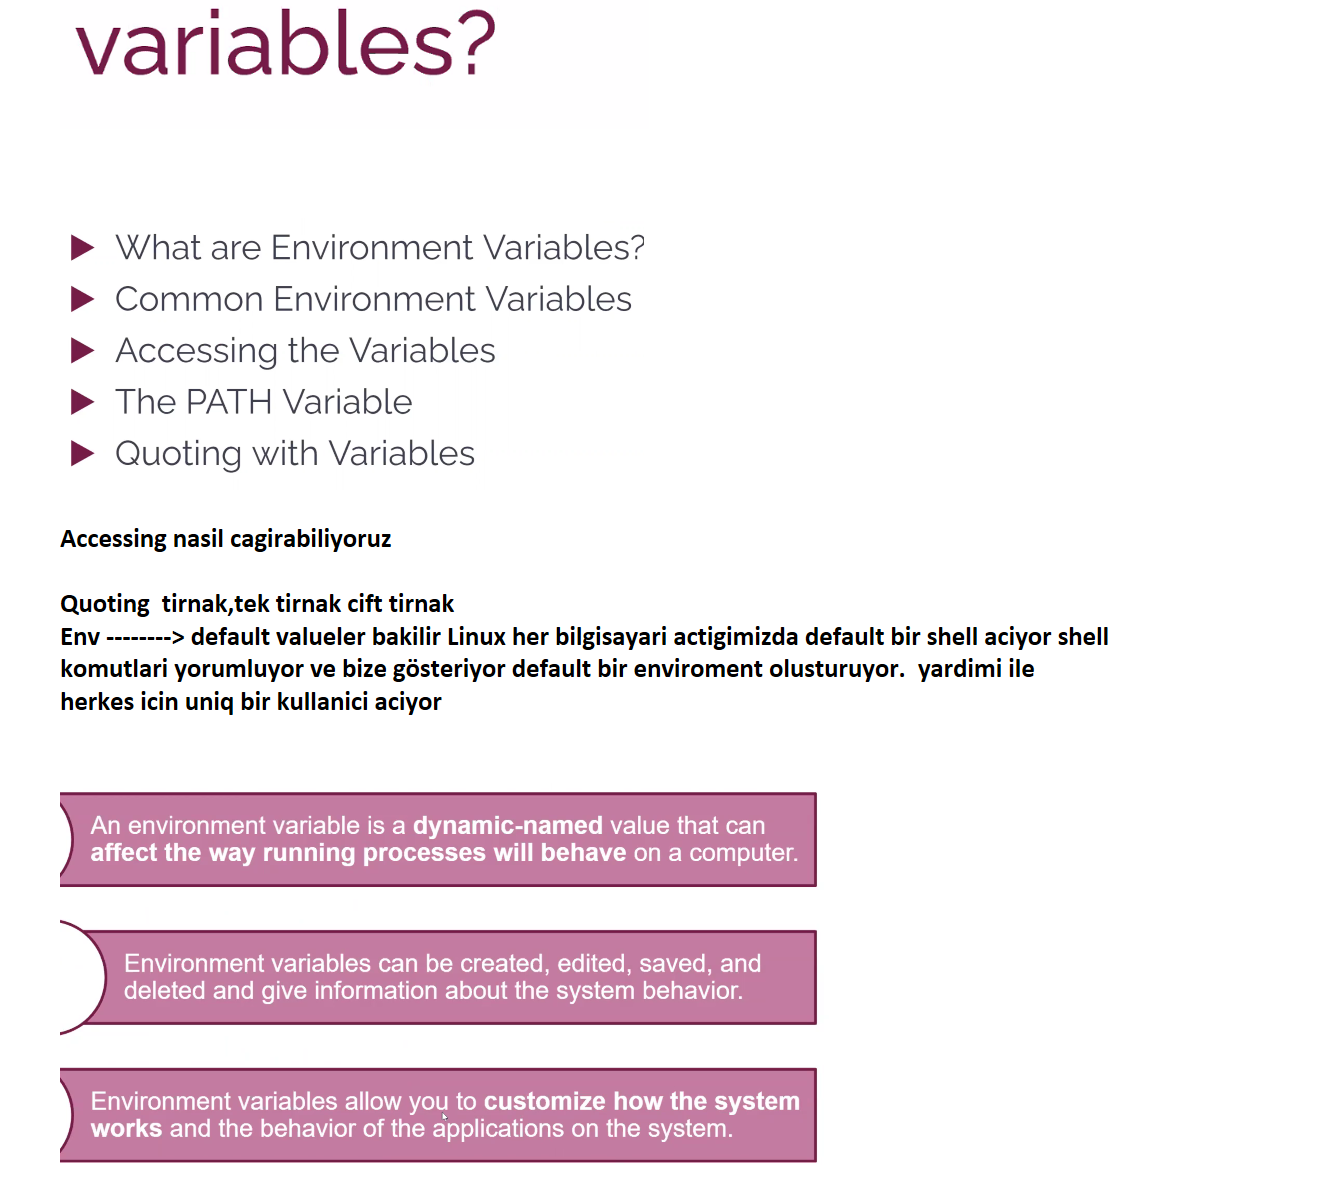 variables?
What are Environment Variables?
Common Environment Variables
Accessing the Variables
The PATH Variable
Quoting with Variables
Accessing nasil cagirabiliyoruz
Quoting  tirnak,tek tirnak cift tirnak
Env --------> default valueler bakilir Linux her bilgisayari actigimizda default bir shell aciyor shell
komutlari yorumluyor ve bize gösteriyor default bir enviroment olusturuyor.  yardimi ile
herkes icin uniq bir kullanici aciyor
An environment variable is a dynamic-named value that can
affect the way running processes will behave on a computer.
Environment variables can be created, edited, saved, and
deleted and give information about the system behavior.
Environment variables allow you to customize how the system
works and the behavior of the applications on the system.